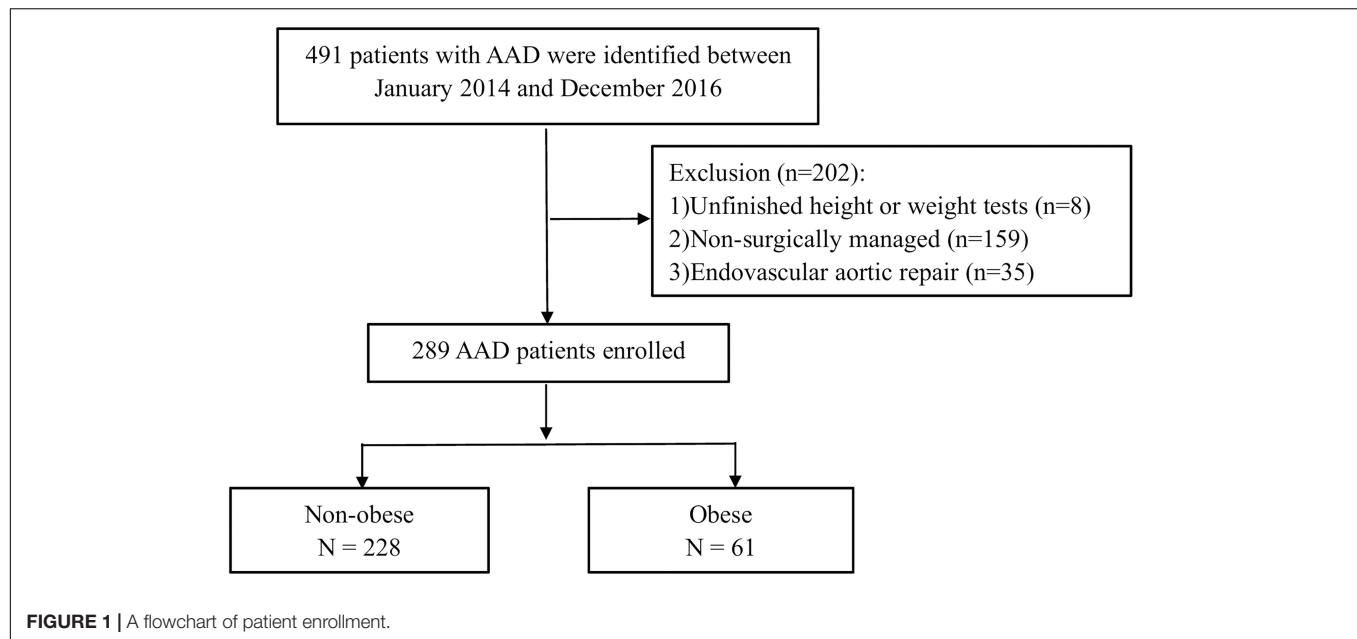 491 patients with AAD were identified between
January 2014 and December 2016
Exclusion (n=202):
1)Unfinished height or weight tests (n=8)
2)Non-surgically managed (n=159)
3)Endovascular aortic repair (n=35)
289 AAD patients enrolled
Non-obese
N = 228
Obese
N = 61
FIGURE 1 | A flowchart of patient enrollment.